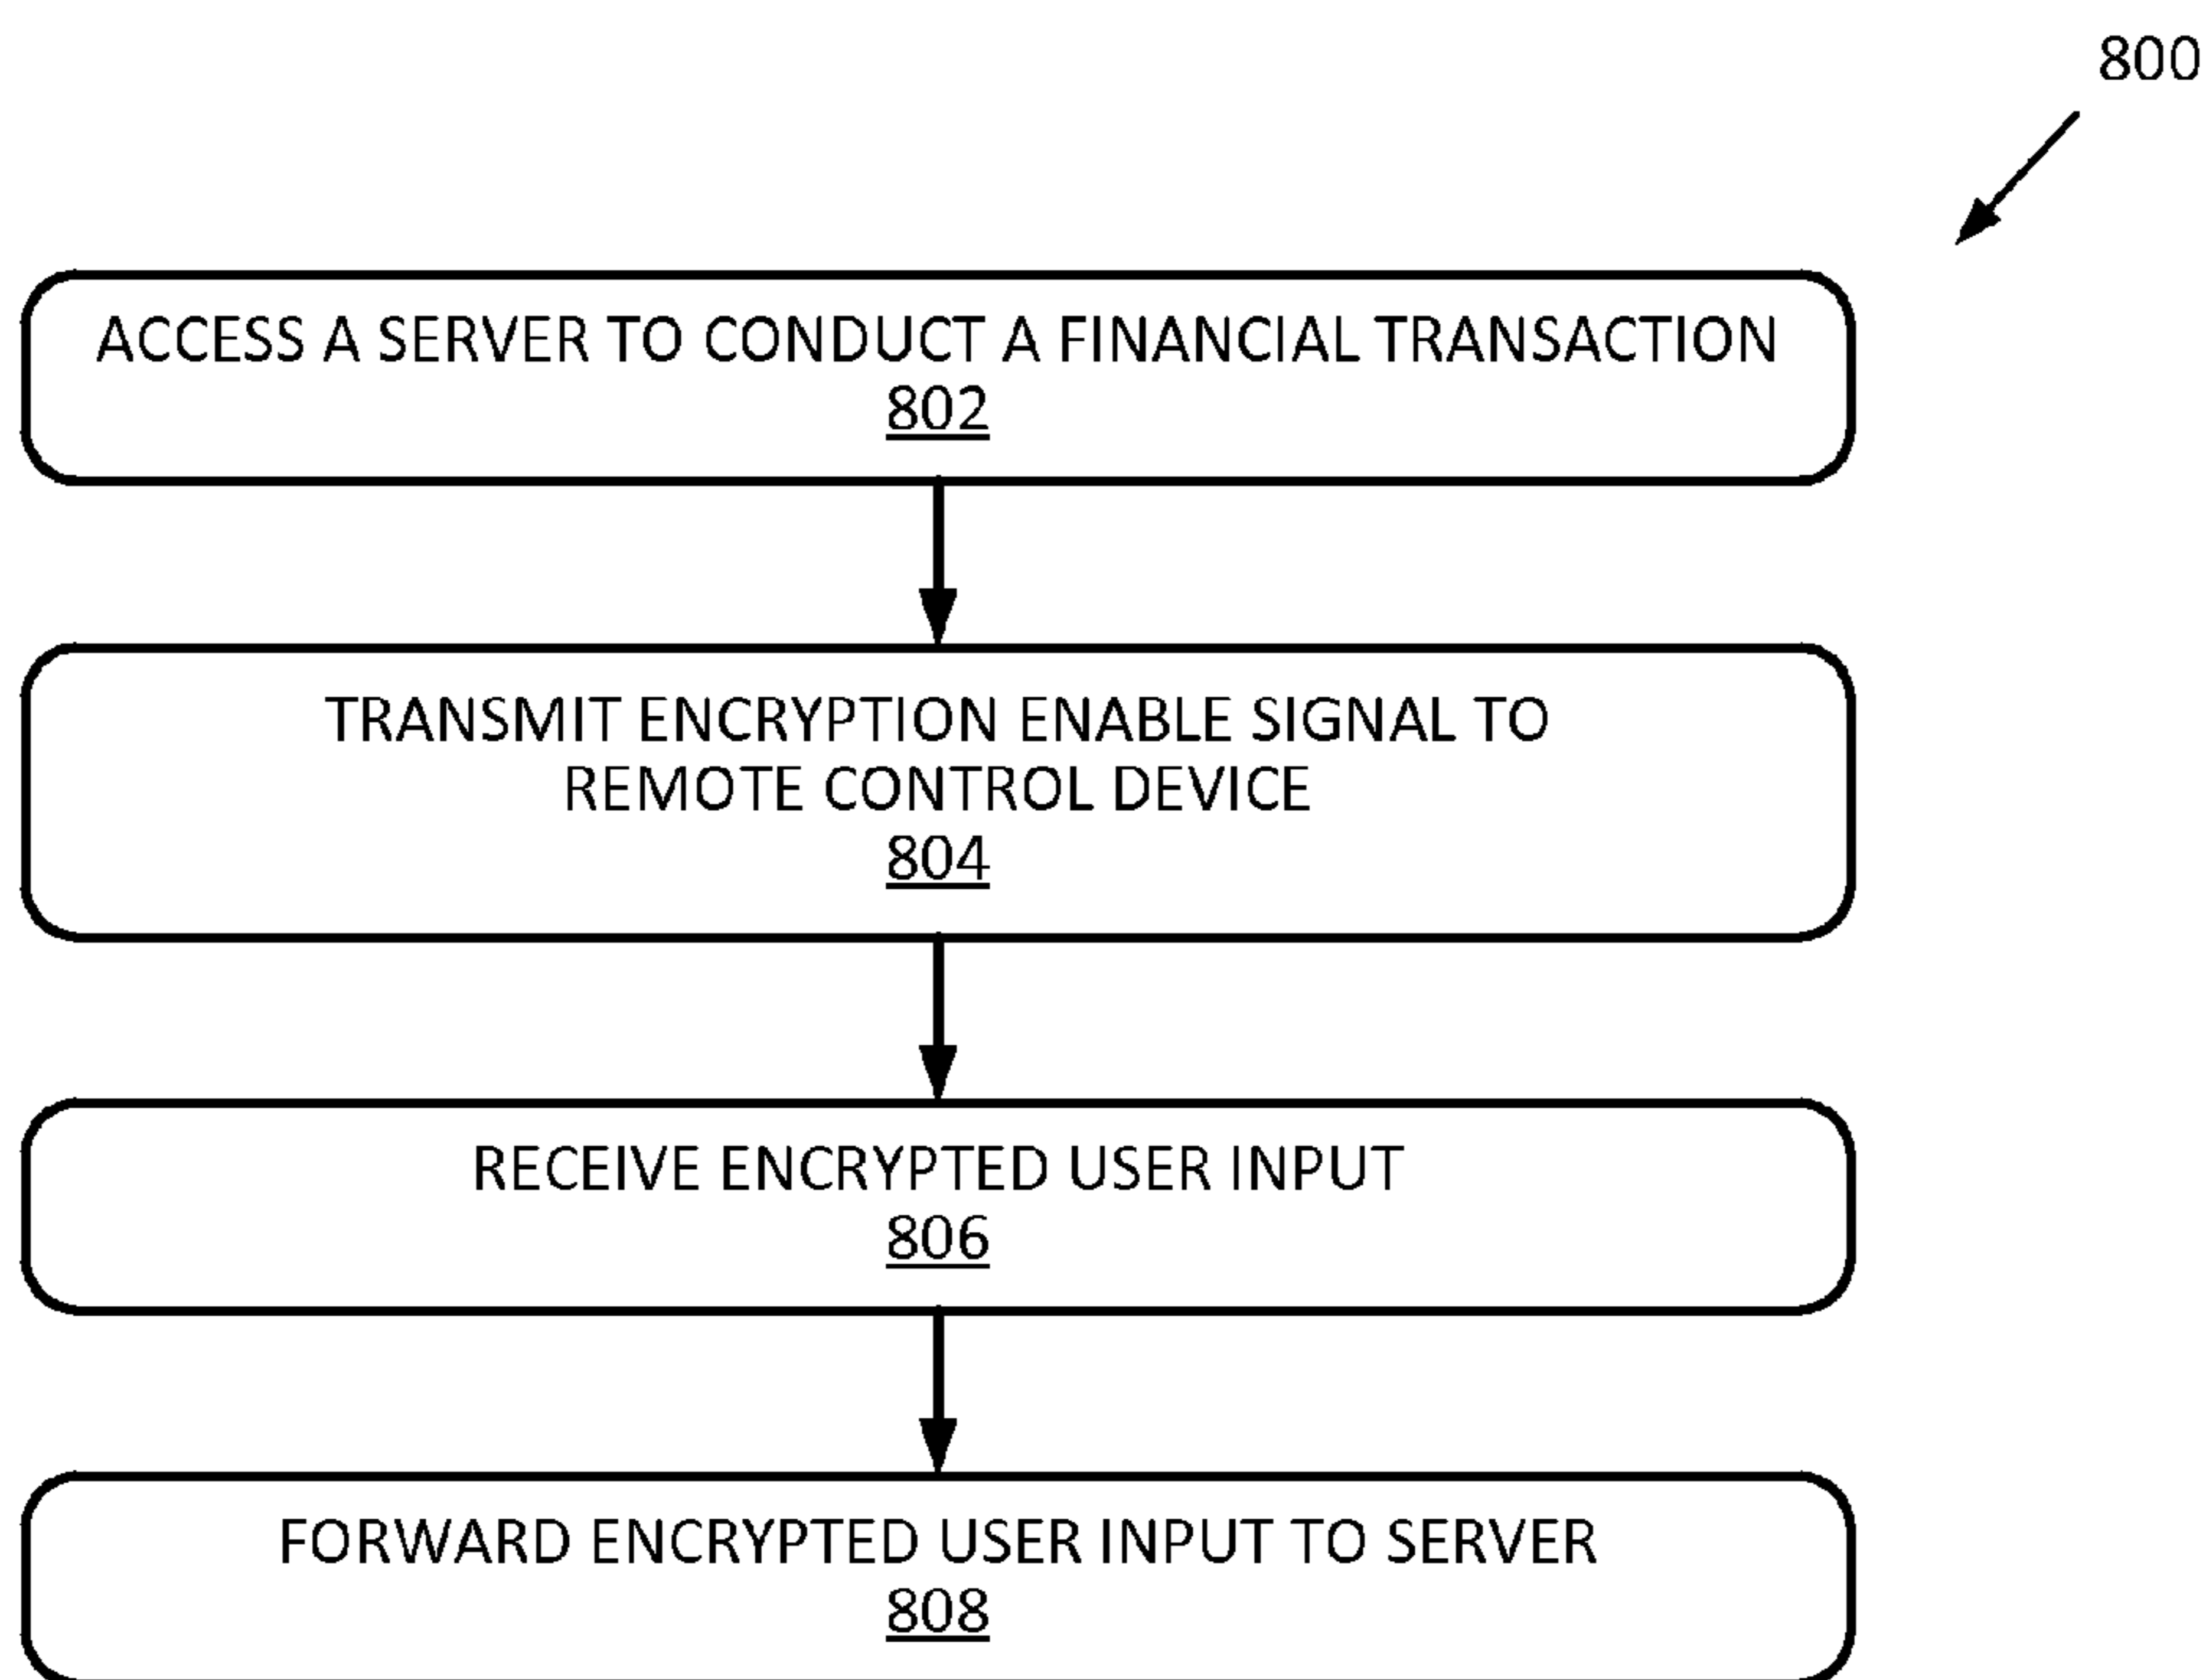 800
ACCESS A SERVER TO CONDUCT A FINANCIAL TRANSACTION
802
TRANSMIT ENCRYPTION ENABLE SIGNAL TO
REMOTE CONTROL DEVICE
804
RECEIVE ENCRYPTED USER INPUT
806
FORWARD ENCRYPTED USER INPUT TO SERVER
808